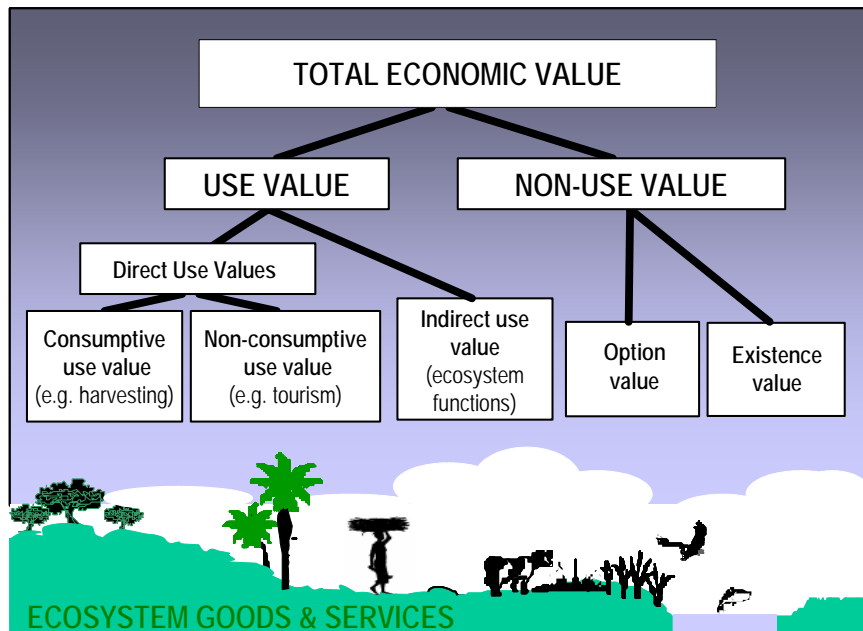 TOTAL ECONOMIC VALUE
USE VALUE
NON-USE VALUE
Direct Use Values
Consumptive
use value
(e.g. harvesting)
Non-consumptive
use value
(e.g. tourism)
Indirect use
value
(ecosystem
functions)
Option
value
Existence
value
ECOSYSTEM GOODS & SERVICES